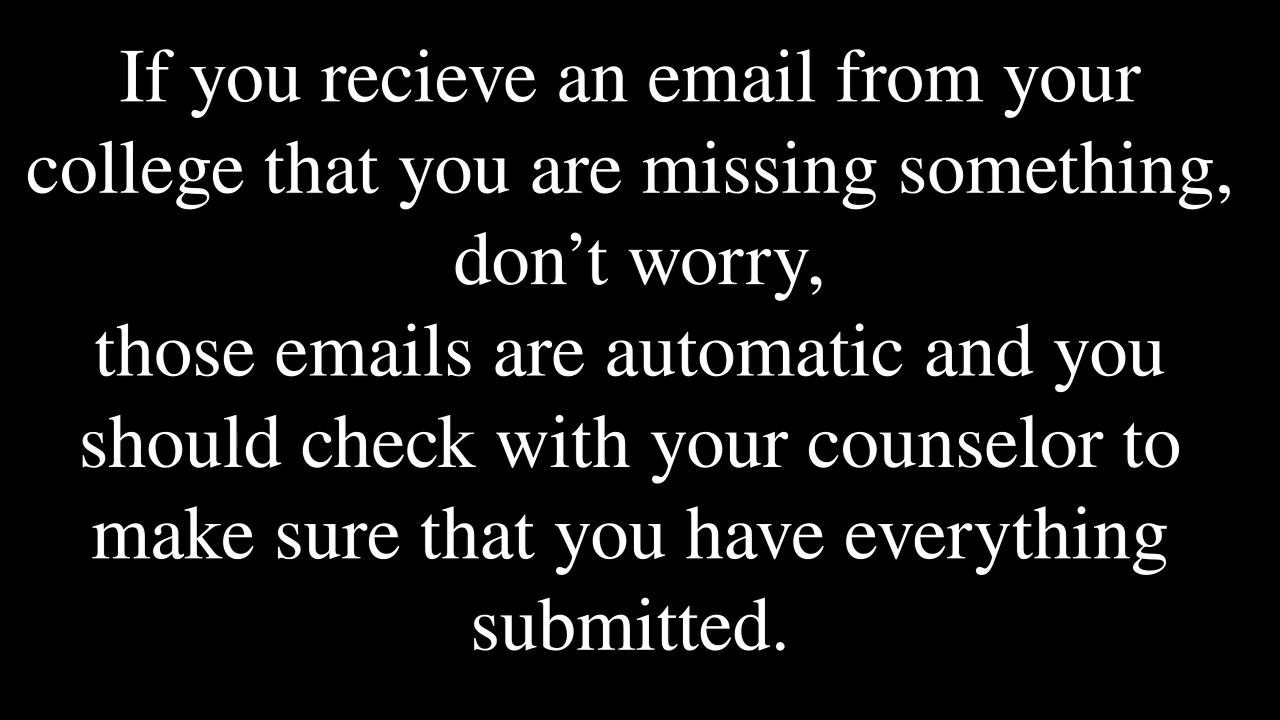 If you recieve an email from your
college that you are missing something,
don’t worry,
those emails are automatic and you
should check with your counselor to
make sure that you have everything
submitted.